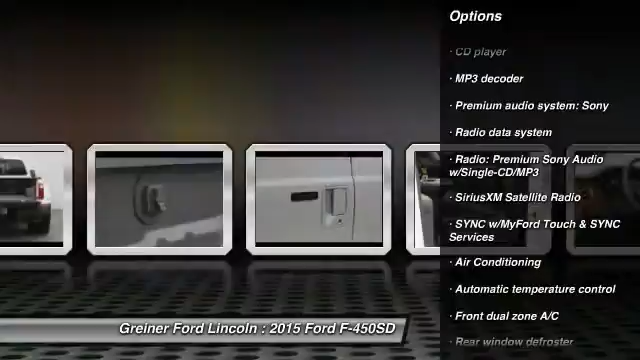 Options
· CD player
· MP3 decoder
· Premium audio system: Sony
· Radio data system
· Radio: Premium Sony Audio
w/Single-CD/MP3
· SiriusXM Satellite Radio
· SYNC w/MyFord Touch & SYNC
Services
· Air Conditioning
· Automatic temperature control
· Front dual zone A/C
· Rear window defroster
Greiner Ford Lincoln : 2015 Ford F-450SD